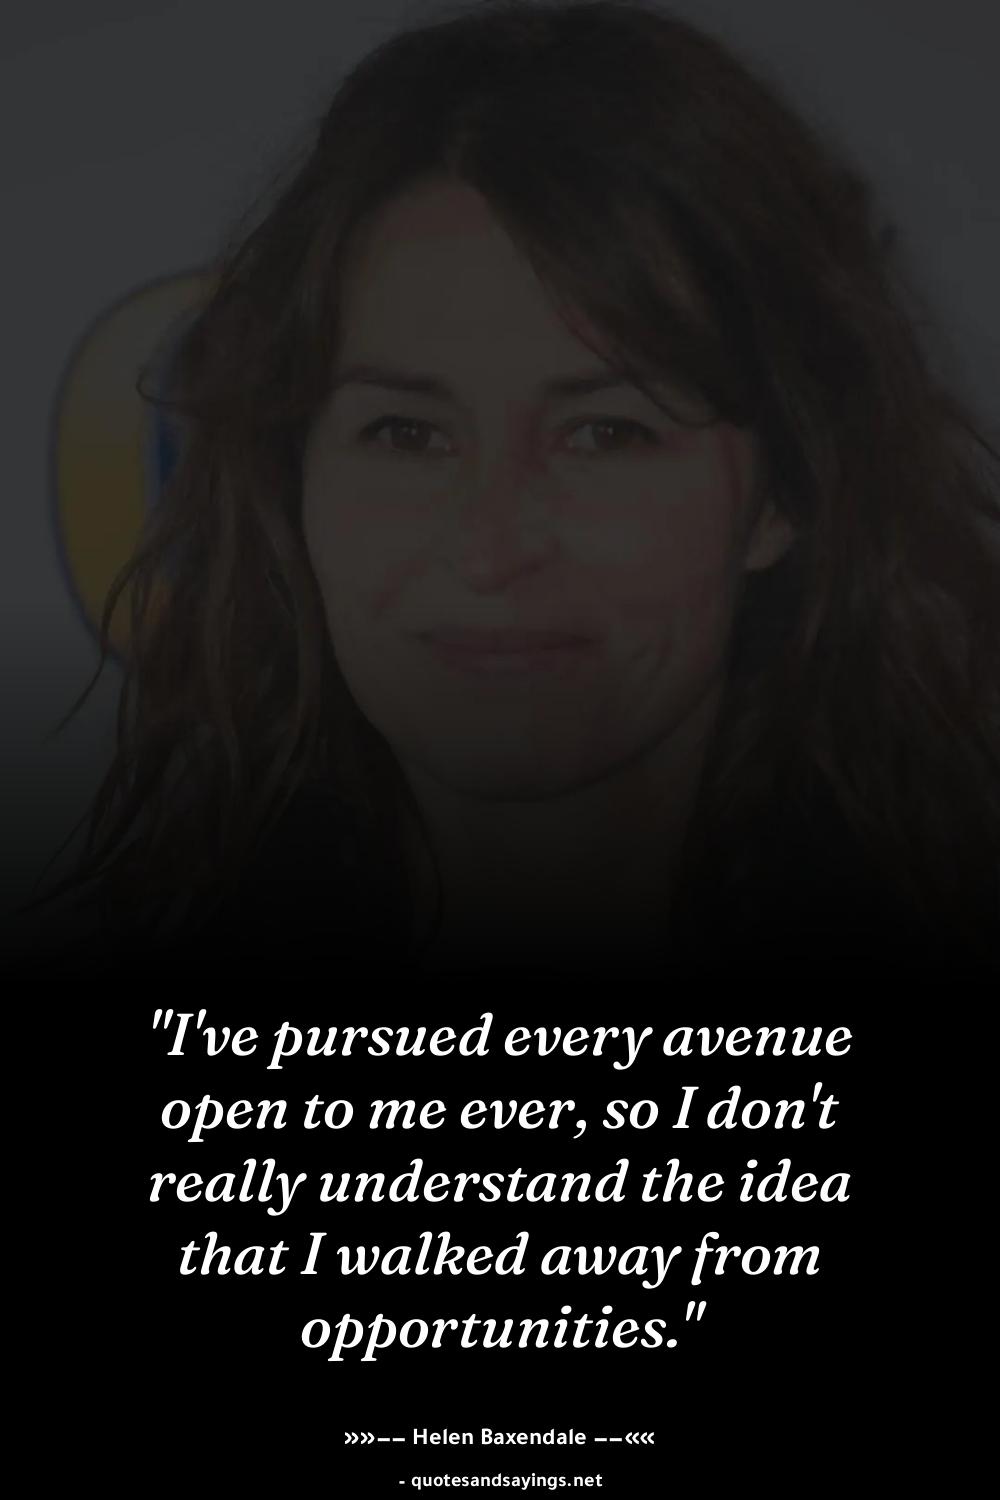 "I've pursued every avenue
open to me ever, so I don't
really understand the idea
that I walked away from
opportunities."
»»–– Helen Baxendale ––««
- quotesandsayings.net